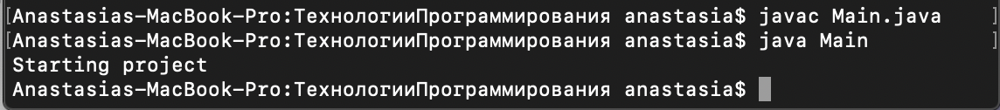 [Anastasias-MacBook-Pro:ТехнологииПрограммирования anastasia$ javac Main.java ]
[Anastasias-MacBook-Pro:ТехнологииПрограммирования anastasia$ java Main ]
Starting project
Anastasias-MacBook-Pro:ТехнологииПрограммирования anastasia$